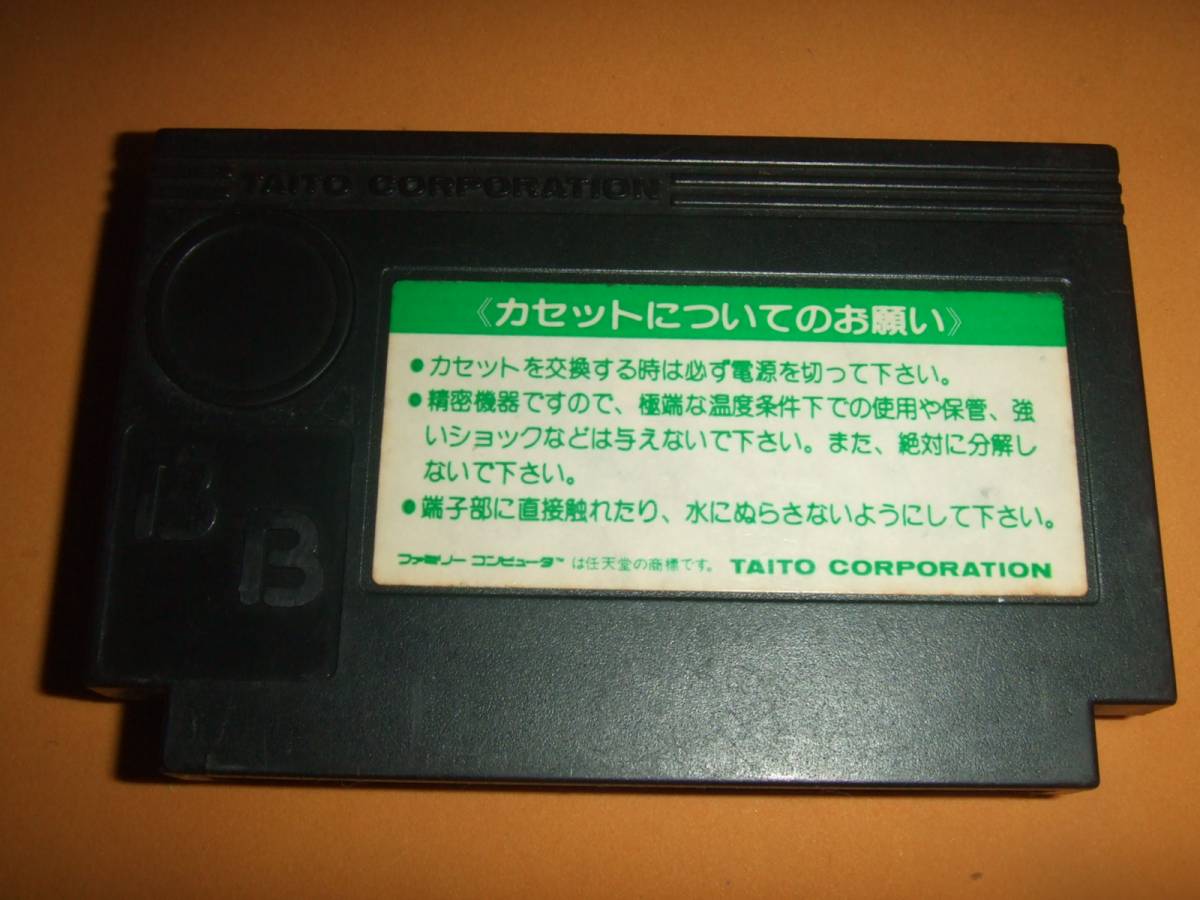 TAITO CORPORATION
《カセットについてのお願い》
●カセットを交換する時は必ず電源を切って下さい。
●精密機器ですので、極端な温度条件下での使用や保管、強
いショックなどは与えないで下さい。また、絶対に分解し
ないで下さい。
●端子部に直接触れたり、水にぬらさないようにして下さい。
ファミリー コンピュータ™ は任天堂の商標です。 TAITO CORPORATION
B
B